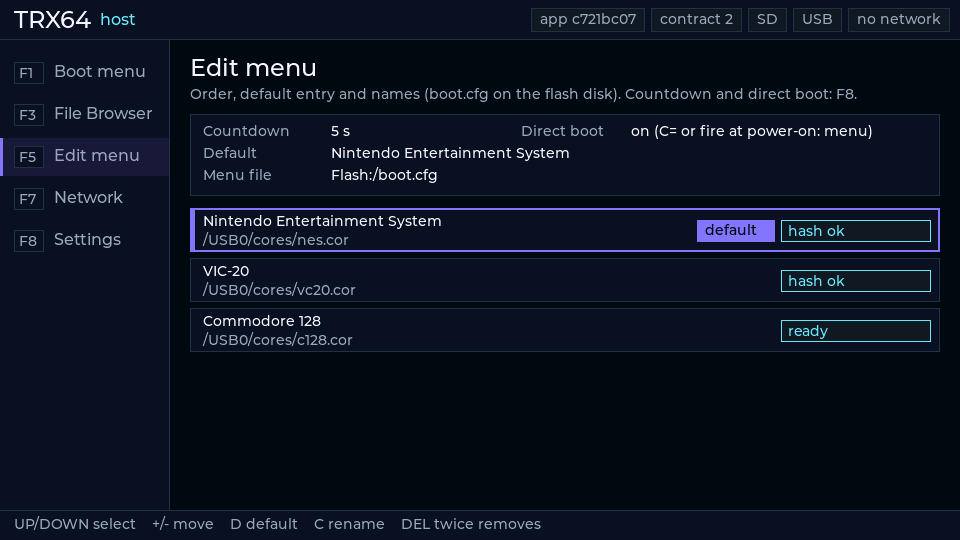 TRX64 host
app c721bc07 contract 2 SD USB no network
F1 Boot menu
F3 File Browser
F5 Edit menu
F7 Network
F8 Settings
Edit menu
Order, default entry and names (boot.cfg on the flash disk). Countdown and direct boot: F8.
Countdown 5 s Direct boot on (C= or fire at power-on: menu)
Default Nintendo Entertainment System
Menu file Flash:/boot.cfg
Nintendo Entertainment System
/USB0/cores/nes.cor
default hash ok
VIC-20
/USB0/cores/vc20.cor
hash ok
Commodore 128
/USB0/cores/c128.cor
ready
UP/DOWN select +/- move D default C rename DEL twice removes